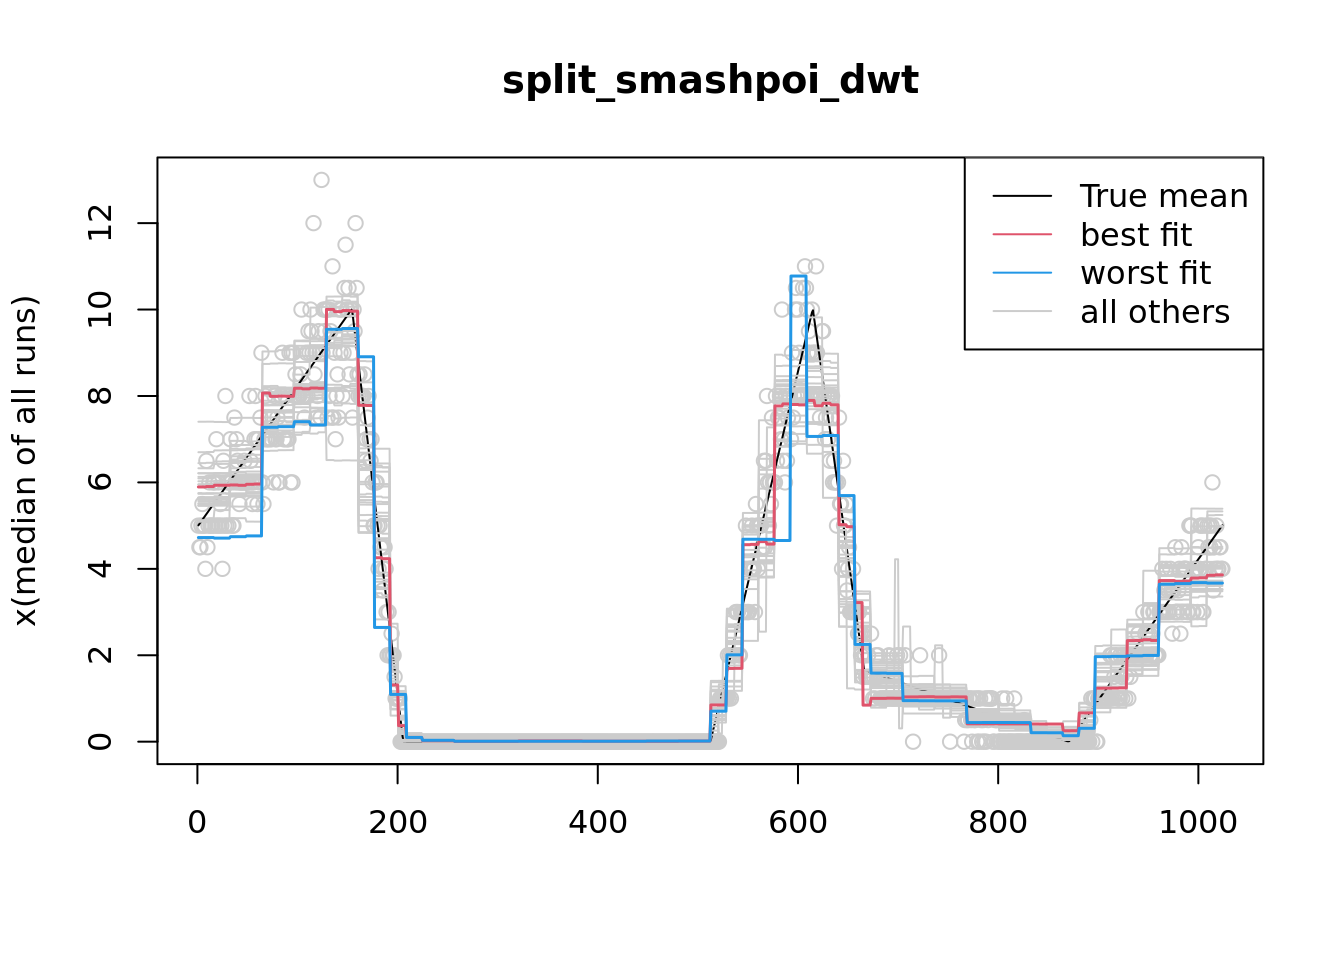 split_smashpoi_dwt
x(median of all runs)
12
10
8
6
4
2
0
True mean
best fit
worst fit
all others
0 200 400 600 800 1000